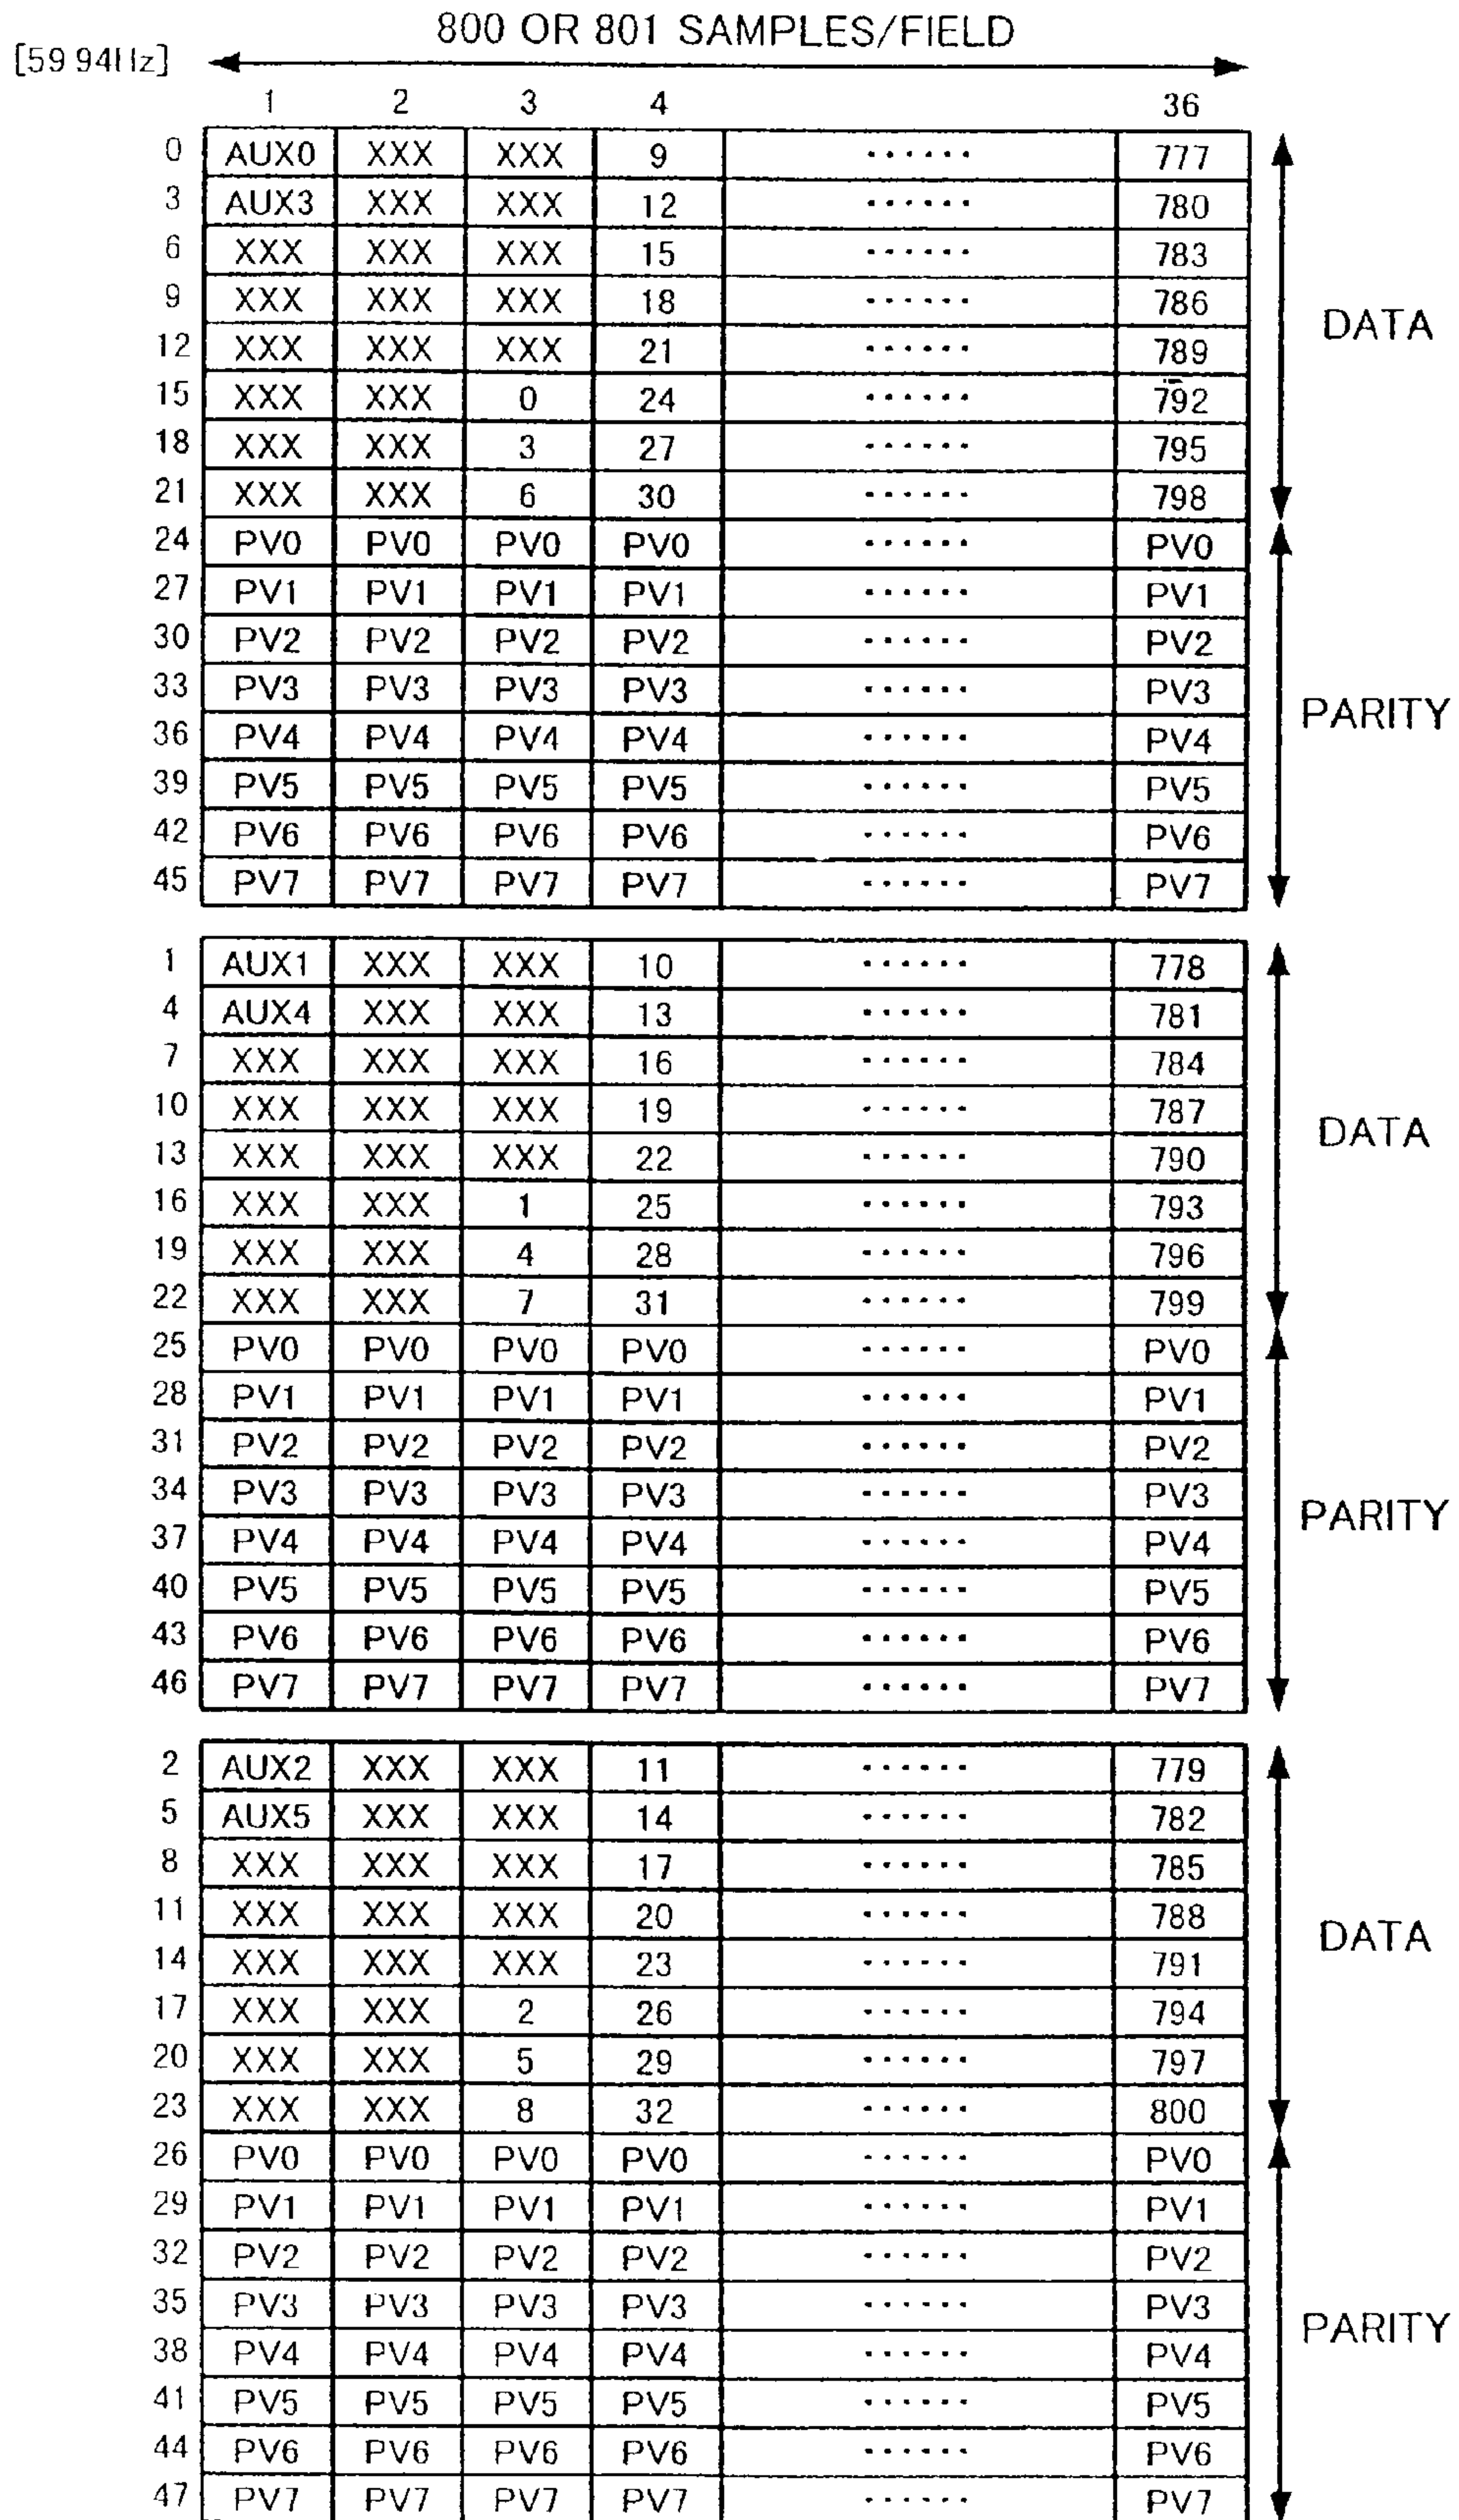 800 OR 801 SAMPLES/FIELD
[59 94Hz]
1 2 3 4 36
0 AUX0 XXX XXX 9 ...... 777
3 AUX3 XXX XXX 12 ...... 780
6 XXX XXX XXX 15 ...... 783
9 XXX XXX XXX 18 ...... 786
DATA
12 XXX XXX XXX 21 ...... 789
15 XXX XXX 0 24 ...... 792
18 XXX XXX 3 27 ...... 795
21 XXX XXX 6 30 ...... 798
24 PV0 PV0 PV0 PV0 ...... PV0
27 PV1 PV1 PV1 PV1 ...... PV1
30 PV2 PV2 PV2 PV2 ...... PV2
33 PV3 PV3 PV3 PV3 ...... PV3
PARITY
36 PV4 PV4 PV4 PV4 ...... PV4
39 PV5 PV5 PV5 PV5 ...... PV5
42 PV6 PV6 PV6 PV6 ...... PV6
45 PV7 PV7 PV7 PV7 ...... PV7
1 AUX1 XXX XXX 10 ...... 778
4 AUX4 XXX XXX 13 ...... 781
7 XXX XXX XXX 16 ...... 784
10 XXX XXX XXX 19 ...... 787
DATA
13 XXX XXX XXX 22 ...... 790
16 XXX XXX 1 25 ...... 793
19 XXX XXX 4 28 ...... 796
22 XXX XXX 7 31 ...... 799
25 PV0 PV0 PV0 PV0 ...... PV0
28 PV1 PV1 PV1 PV1 ...... PV1
31 PV2 PV2 PV2 PV2 ...... PV2
34 PV3 PV3 PV3 PV3 ...... PV3
PARITY
37 PV4 PV4 PV4 PV4 ...... PV4
40 PV5 PV5 PV5 PV5 ...... PV5
43 PV6 PV6 PV6 PV6 ...... PV6
46 PV7 PV7 PV7 PV7 ...... PV7
2 AUX2 XXX XXX 11 ...... 779
5 AUX5 XXX XXX 14 ...... 782
8 XXX XXX XXX 17 ...... 785
11 XXX XXX XXX 20 ...... 788
DATA
14 XXX XXX XXX 23 ...... 791
17 XXX XXX 2 26 ...... 794
20 XXX XXX 5 29 ...... 797
23 XXX XXX 8 32 ...... 800
26 PV0 PV0 PV0 PV0 ...... PV0
29 PV1 PV1 PV1 PV1 ...... PV1
32 PV2 PV2 PV2 PV2 ...... PV2
35 PV3 PV3 PV3 PV3 ...... PV3
PARITY
38 PV4 PV4 PV4 PV4 ...... PV4
41 PV5 PV5 PV5 PV5 ...... PV5
44 PV6 PV6 PV6 PV6 ...... PV6
47 PV7 PV7 PV7 PV7 ...... PV7